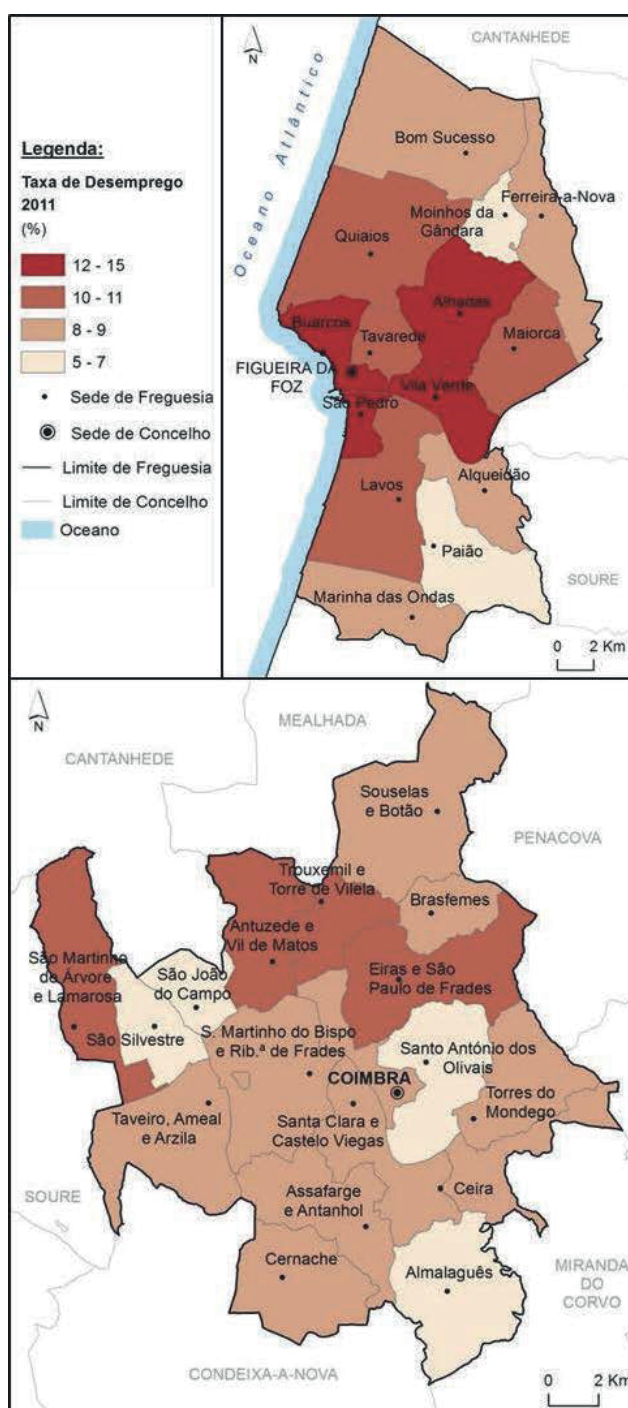 Legenda:
Taxa de Desemprego
2011
(%)
12 - 15
10 - 11
8 - 9
5 - 7
Sede de Freguesia
Sede de Concelho
Limite de Freguesia
Limite de Concelho
Oceano
N
Oceano Atlântico
CANTANHEDE
Bom Sucesso
Ferreira-a-Nova
Moinhos da
Gândara
Quiaios
Alhadas
Buarcos
Tavarede
Maiorca
FIGUEIRA DA
FOZ
Vila Verde
São Pedro
Lavos
Alqueidão
Paião
SOURE
Marinha das Ondas
0 2 Km
N
MEALHADA
CANTANHEDE
Souselas
e Botão
PENACOVA
Trouxemil e
Torre de Vilela
Brasfemes
Antuzede e
Vil de Matos
São Martinho
de Árvore
e Lamarosa
São João
do Campo
Eiras e São
Paulo de Frades
São Silvestre
S. Martinho do Bispo
e Rib.ª de Frades
Santo António dos
Olivais
COIMBRA
Taveiro, Ameal
e Arzila
Santa Clara e
Castelo Viegas
Torres do
Mondego
SOURE
Assafarge
e Antanhol
Ceira
Cernache
Almalaguês
MIRANDA
DO
CORVO
CONDEIXA-A-NOVA
0 2 Km